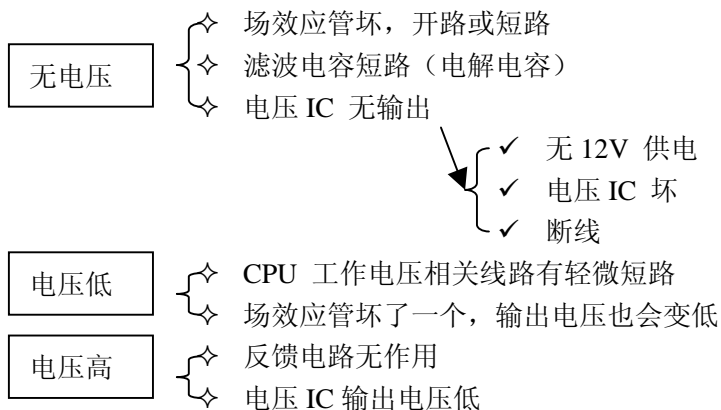 无电压
✧ 场效应管坏，开路或短路
✧ 滤波电容短路（电解电容）
✧ 电压 IC 无输出
✓ 无 12V 供电
✓ 电压 IC 坏
✓ 断线
电压低
✧ CPU 工作电压相关线路有轻微短路
✧ 场效应管坏了一个，输出电压也会变低
电压高
✧ 反馈电路无作用
✧ 电压 IC 输出电压低